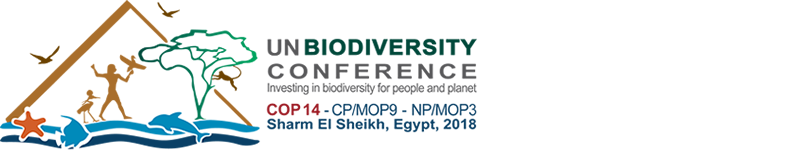 UN BIODIVERSITY
CONFERENCE
Investing in biodiversity for people and planet
COP 14 - CP/MOP9 - NP/MOP3
Sharm El Sheikh, Egypt, 2018